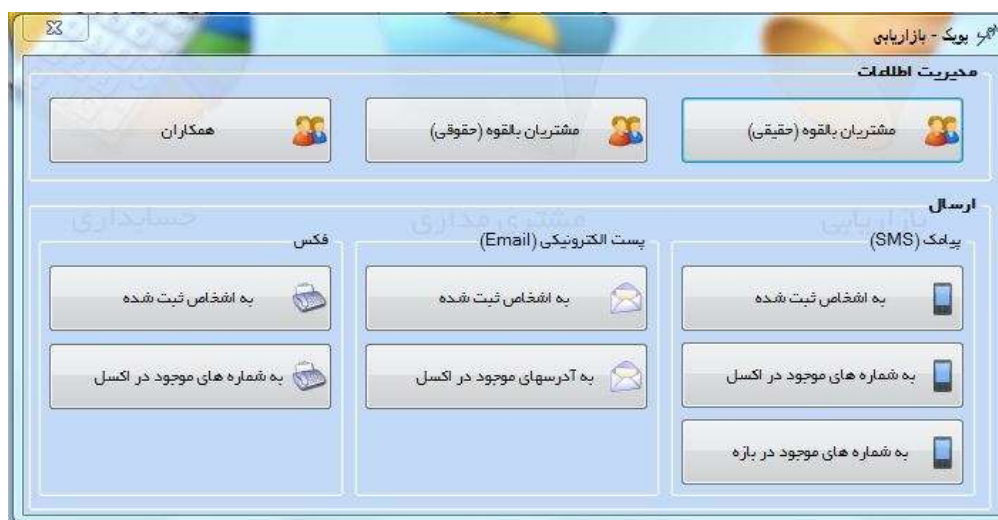 پوپک - بازاریابی
مدیریت اطلاعات
مشتریان بالقوه (حقیقی)
مشتریان بالقوه (حقوقی)
همکاران
ارسال
بازاریابی
مشتری مداری
حسابداری
پیامک (SMS)
به اشخاص ثبت شده
به شماره های موجود در اکسل
به شماره های موجود در بازه
پست الکترونیکی (Email)
به اشخاص ثبت شده
به آدرسهای موجود در اکسل
فکس
به اشخاص ثبت شده
به شماره های موجود در اکسل